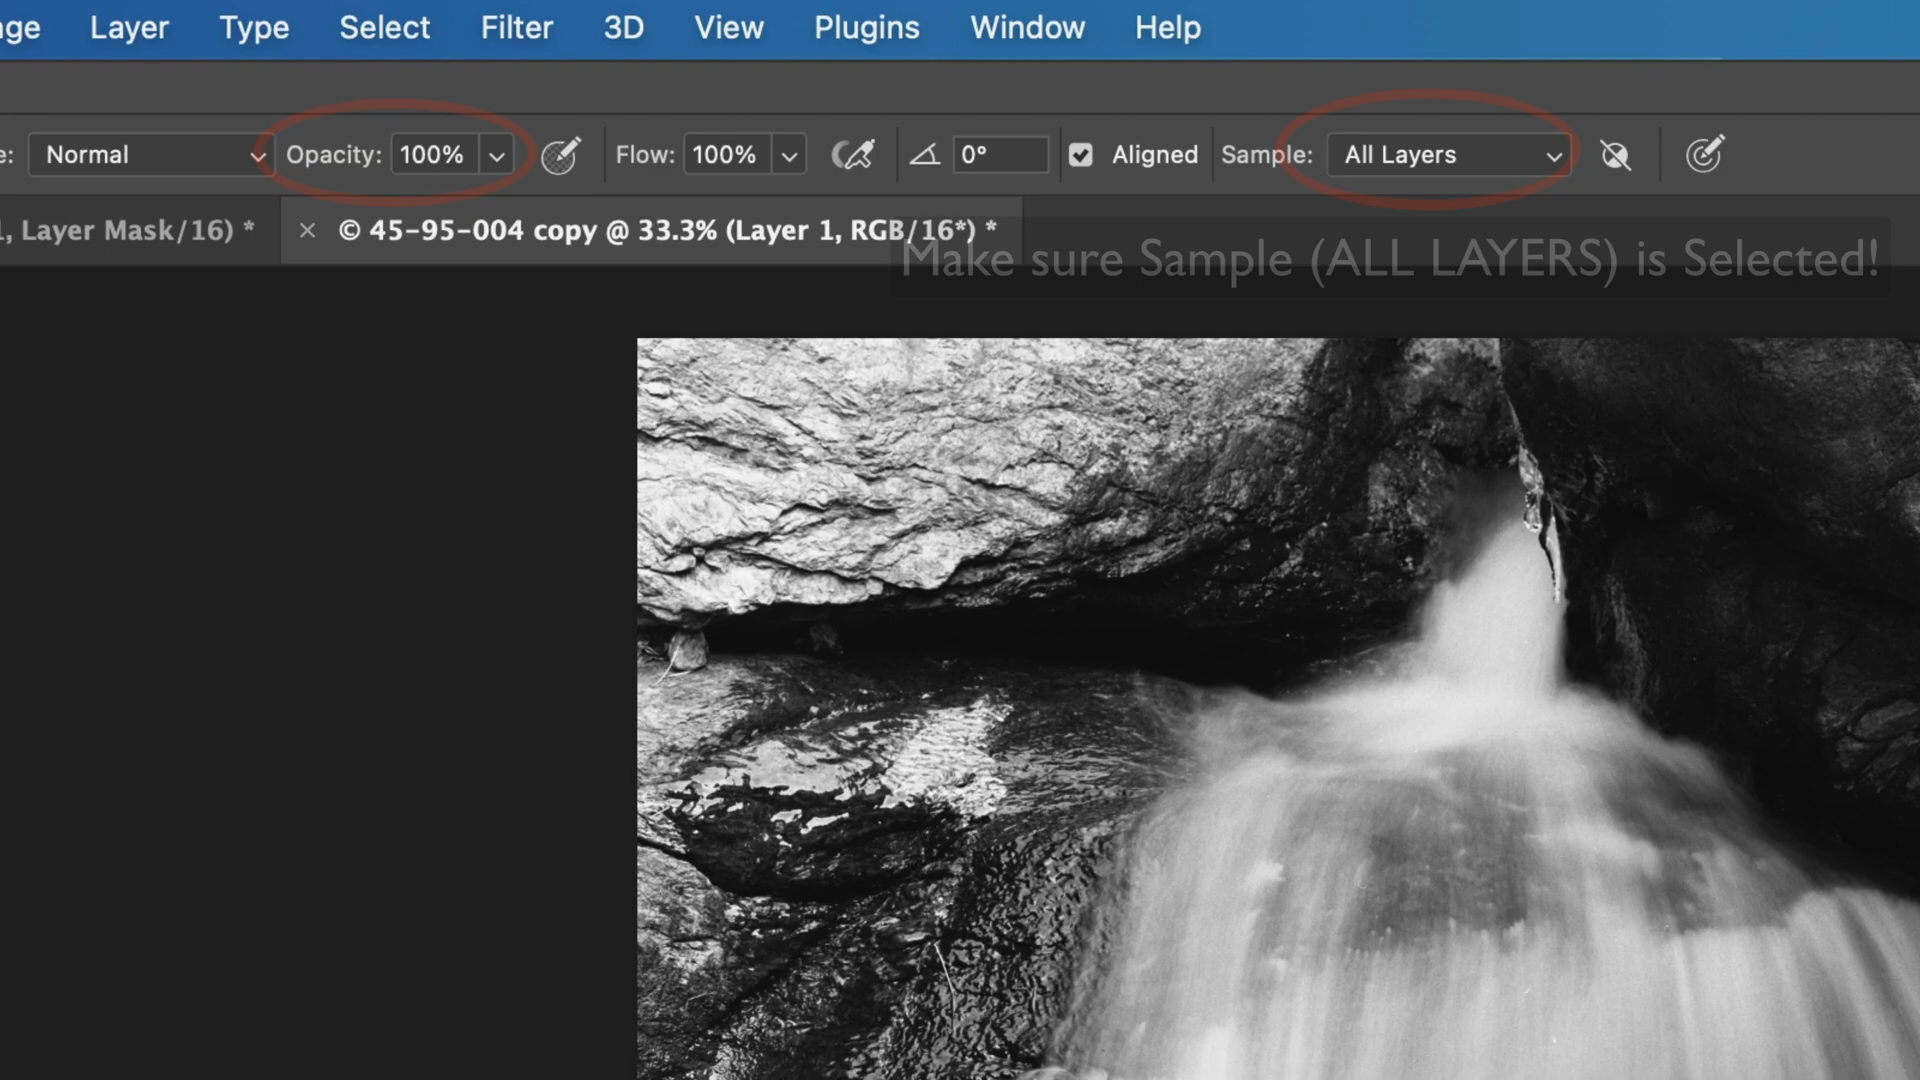 ge Layer Type Select Filter 3D View Plugins Window Help
e: Normal Opacity: 100% Flow: 100% 0° Aligned Sample: All Layers
, Layer Mask/16) * × © 45-95-004 copy @ 33.3% (Layer 1, RGB/16*) *
Make sure Sample (ALL LAYERS) is Selected!